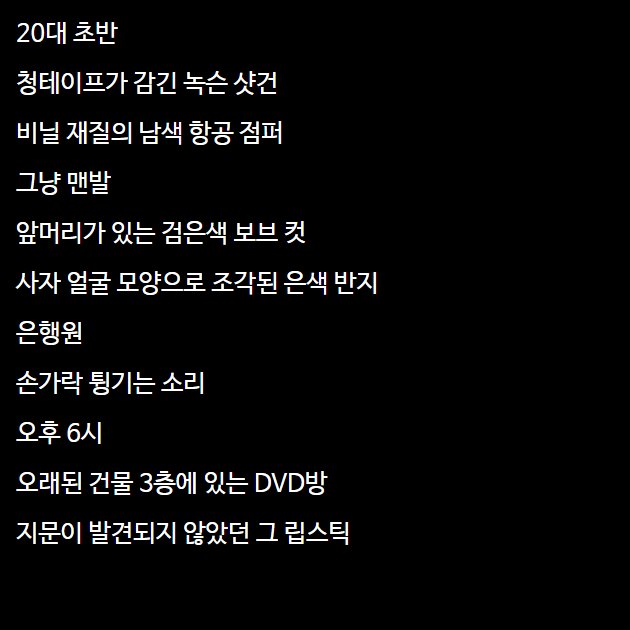 20대 초반
청테이프가 감긴 녹슨 샷건
비닐 재질의 남색 항공 점퍼
그냥 맨발
앞머리가 있는 검은색 보브 컷
사자 얼굴 모양으로 조각된 은색 반지
은행원
손가락 튕기는 소리
오후 6시
오래된 건물 3층에 있는 DVD방
지문이 발견되지 않았던 그 립스틱